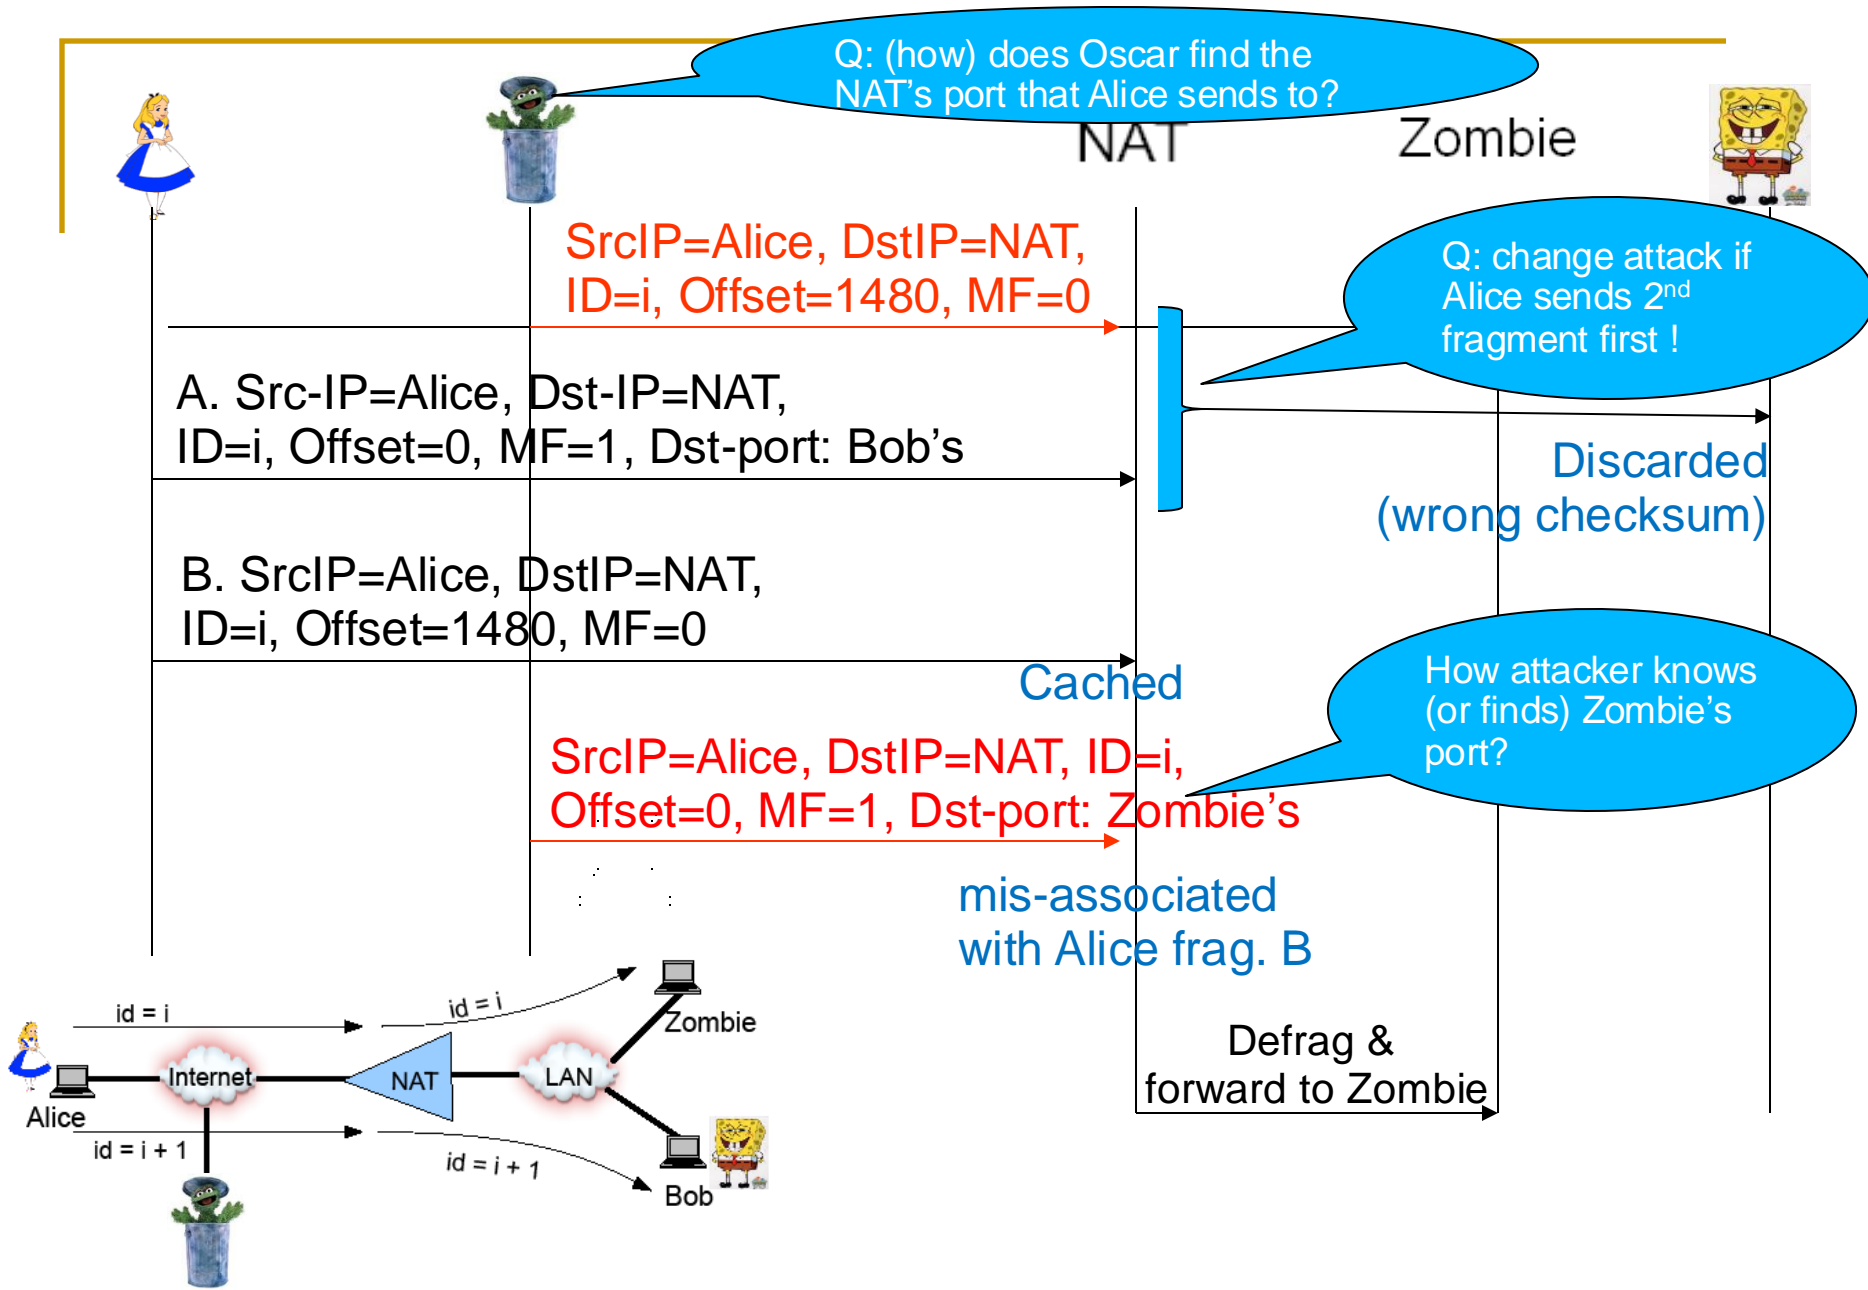 Q: (how) does Oscar find the
NAT's port that Alice sends to?
NAT
Zombie
SrcIP=Alice, DstIP=NAT,
ID=i, Offset=1480, MF=0
Q: change attack if
Alice sends 2nd
fragment first !
A. Src-IP=Alice, Dst-IP=NAT,
ID=i, Offset=0, MF=1, Dst-port: Bob's
Discarded
(wrong checksum)
B. SrcIP=Alice, DstIP=NAT,
ID=i, Offset=1480, MF=0
Cached
How attacker knows
(or finds) Zombie's
port?
SrcIP=Alice, DstIP=NAT, ID=i,
Offset=0, MF=1, Dst-port: Zombie's
mis-associated
with Alice frag. B
Defrag &
forward to Zombie
id = i
id = i
Zombie
Internet
NAT
LAN
Alice
id = i + 1
id = i + 1
Bob